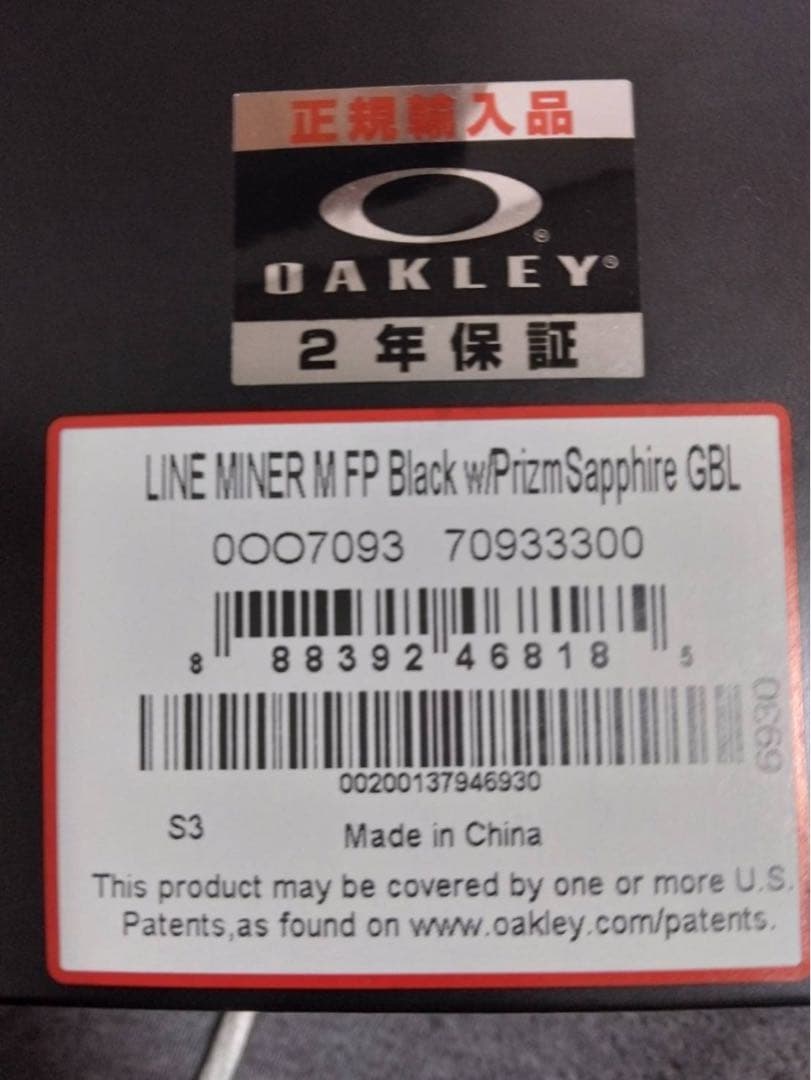 正規輸入品
OAKLEY®
2年保証
LINE MINER M FP Black w/PrizmSapphire GBL
0OO7093 70933300
8 88392 46818 5
0693
00200137946930
S3
Made in China
This product may be covered by one or more U.S.
Patents,as found on www.oakley.com/patents.